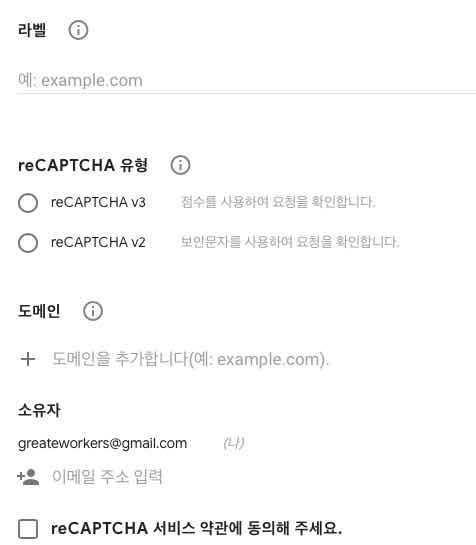 라벨
예: example.com
reCAPTCHA 유형
reCAPTCHA v3 점수를 사용하여 요청을 확인합니다.
reCAPTCHA v2 보안문자를 사용하여 요청을 확인합니다.
도메인
도메인을 추가합니다(예: example.com).
소유자
greateworkers@gmail.com (나)
이메일 주소 입력
reCAPTCHA 서비스 약관에 동의해 주세요.